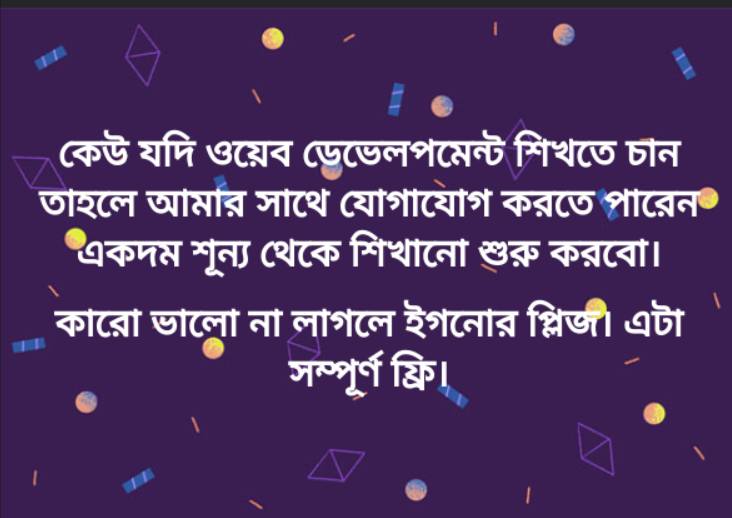 কেউ যদি ওয়েব ডেভেলপমেন্ট শিখতে চান
তাহলে আমার সাথে যোগাযোগ করতে পারেন
একদম শূন্য থেকে শিখানো শুরু করবো।
কারো ভালো না লাগলে ইগনোর প্লিজ। এটা
সম্পূর্ণ ফ্রি।